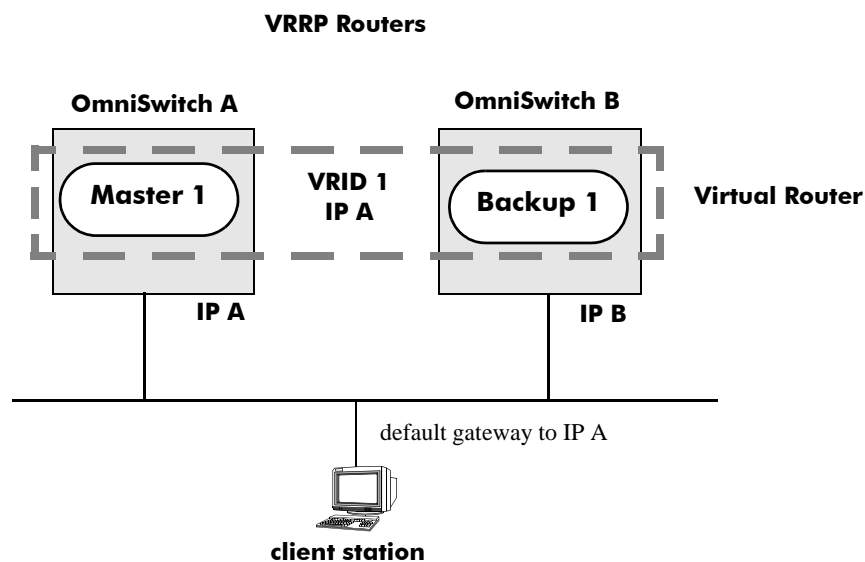 VRRP Routers
OmniSwitch A
OmniSwitch B
Master 1
VRID 1
IP A
Backup 1
Virtual Router
IP A
IP B
default gateway to IP A
client station